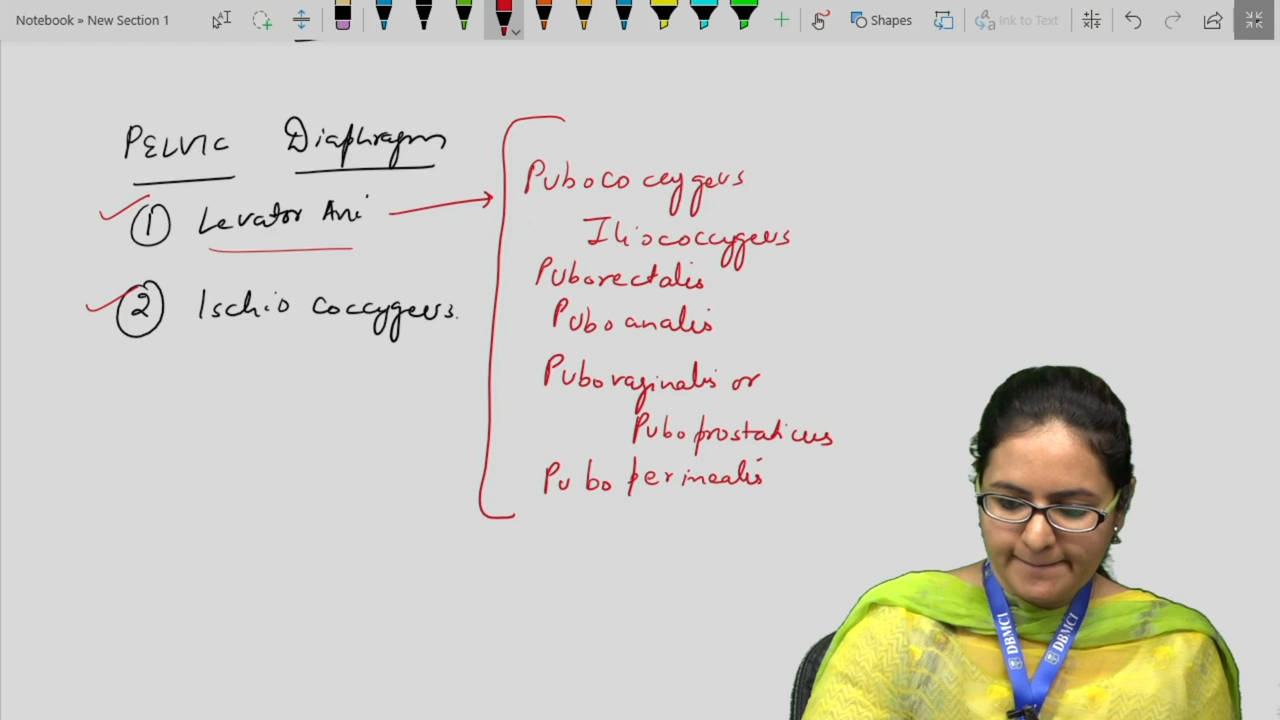 Notebook » New Section 1
Shapes
Ink to Text
PELVIC Diaphragm
① Levator Ani
② Ischio coccygeus.
Pubococcygeus
Iliococcygeus
Puborectalis
Puboanalis
Pubovaginalis or
Puboprostaticus
Puboperinealis
DBMCI
DBMCI